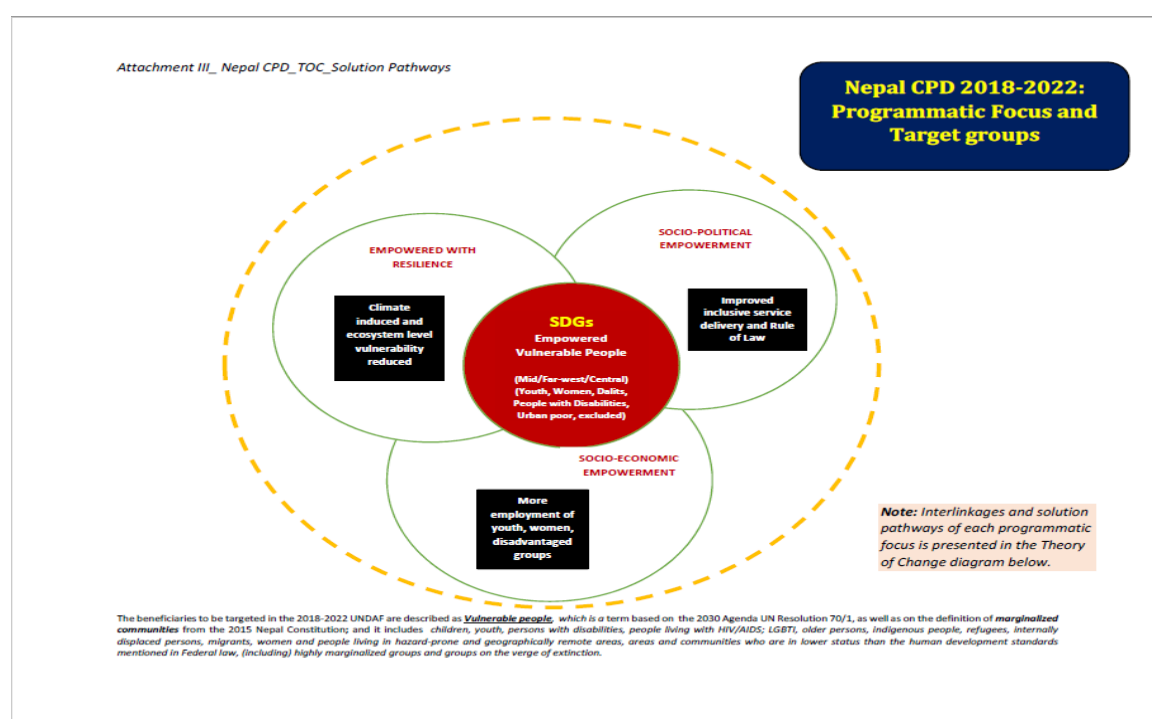 Attachment III_ Nepal CPD_TOC_Solution Pathways
Nepal CPD 2018-2022:
Programmatic Focus and
Target groups
EMPOWERED WITH
RESILIENCE
Climate
induced and
ecosystem level
vulnerability
reduced
SOCIO-POLITICAL
EMPOWERMENT
Improved
inclusive service
delivery and Rule
of Law
SDGs
Empowered
Vulnerable People
(Mid/Far-west/Central)
(Youth, Women, Dalits,
People with Disabilities,
Urban poor, excluded)
SOCIO-ECONOMIC
EMPOWERMENT
More
employment of
youth, women,
disadvantaged
groups
Note: Interlinkages and solution
pathways of each programmatic
focus is presented in the Theory
of Change diagram below.
The beneficiaries to be targeted in the 2018-2022 UNDAF are described as Vulnerable people, which is a term based on the 2030 Agenda UN Resolution 70/1, as well as on the definition of marginalized
communities from the 2015 Nepal Constitution; and it includes children, youth, persons with disabilities, people living with HIV/AIDS; LGBTI, older persons, indigenous people, refugees, internally
displaced persons, migrants, women and people living in hazard-prone and geographically remote areas, areas and communities who are in lower status than the human development standards
mentioned in Federal law, (including) highly marginalized groups and groups on the verge of extinction.